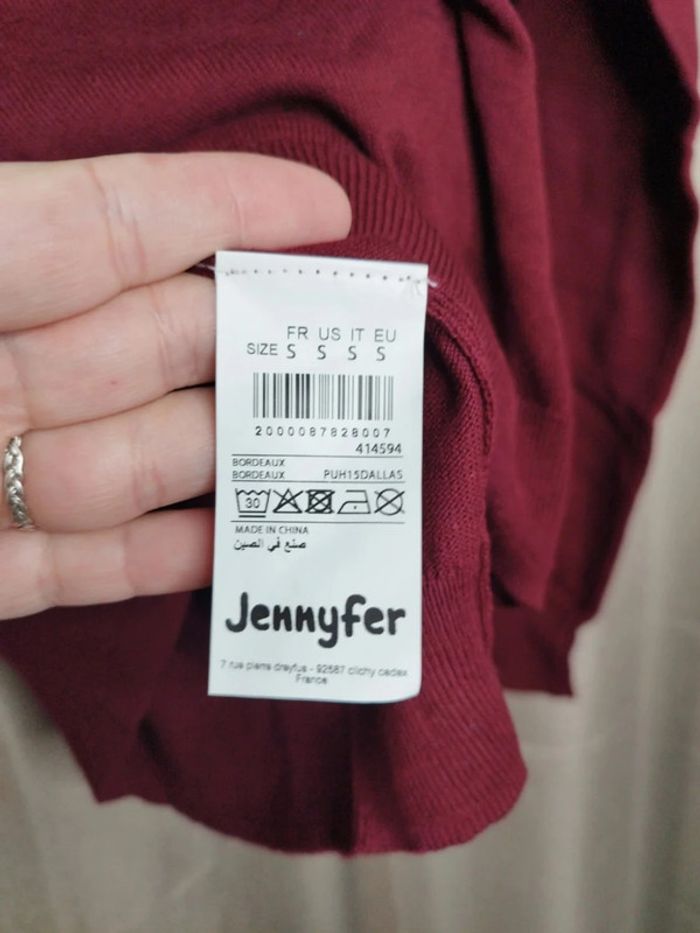 FR US IT EU
SIZE S S S S
2000087828007
414594
BORDEAUX
BORDEAUX PUH15DALLAS
30
MADE IN CHINA
صنع في الصين
Jennyfer
7 rue pierre dreyfus - 92587 clichy cedex
France